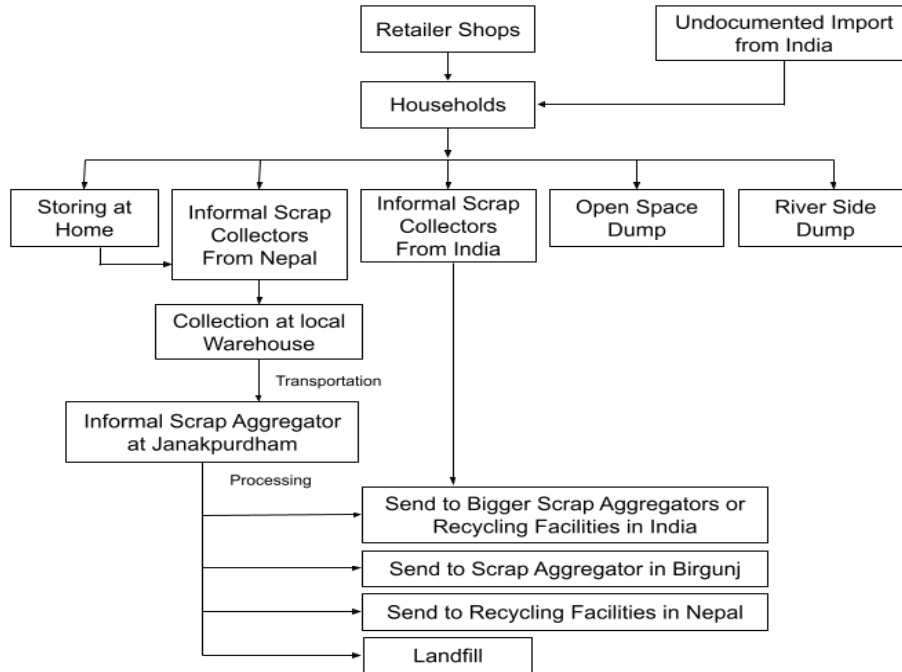 Retailer Shops
Undocumented Import
from India
Households
Storing at
Home
Informal Scrap
Collectors
From Nepal
Informal Scrap
Collectors
From India
Open Space
Dump
River Side
Dump
Collection at local
Warehouse
Transportation
Informal Scrap Aggregator
at Janakpurdham
Processing
Send to Bigger Scrap Aggregators or
Recycling Facilities in India
Send to Scrap Aggregator in Birgunj
Send to Recycling Facilities in Nepal
Landfill